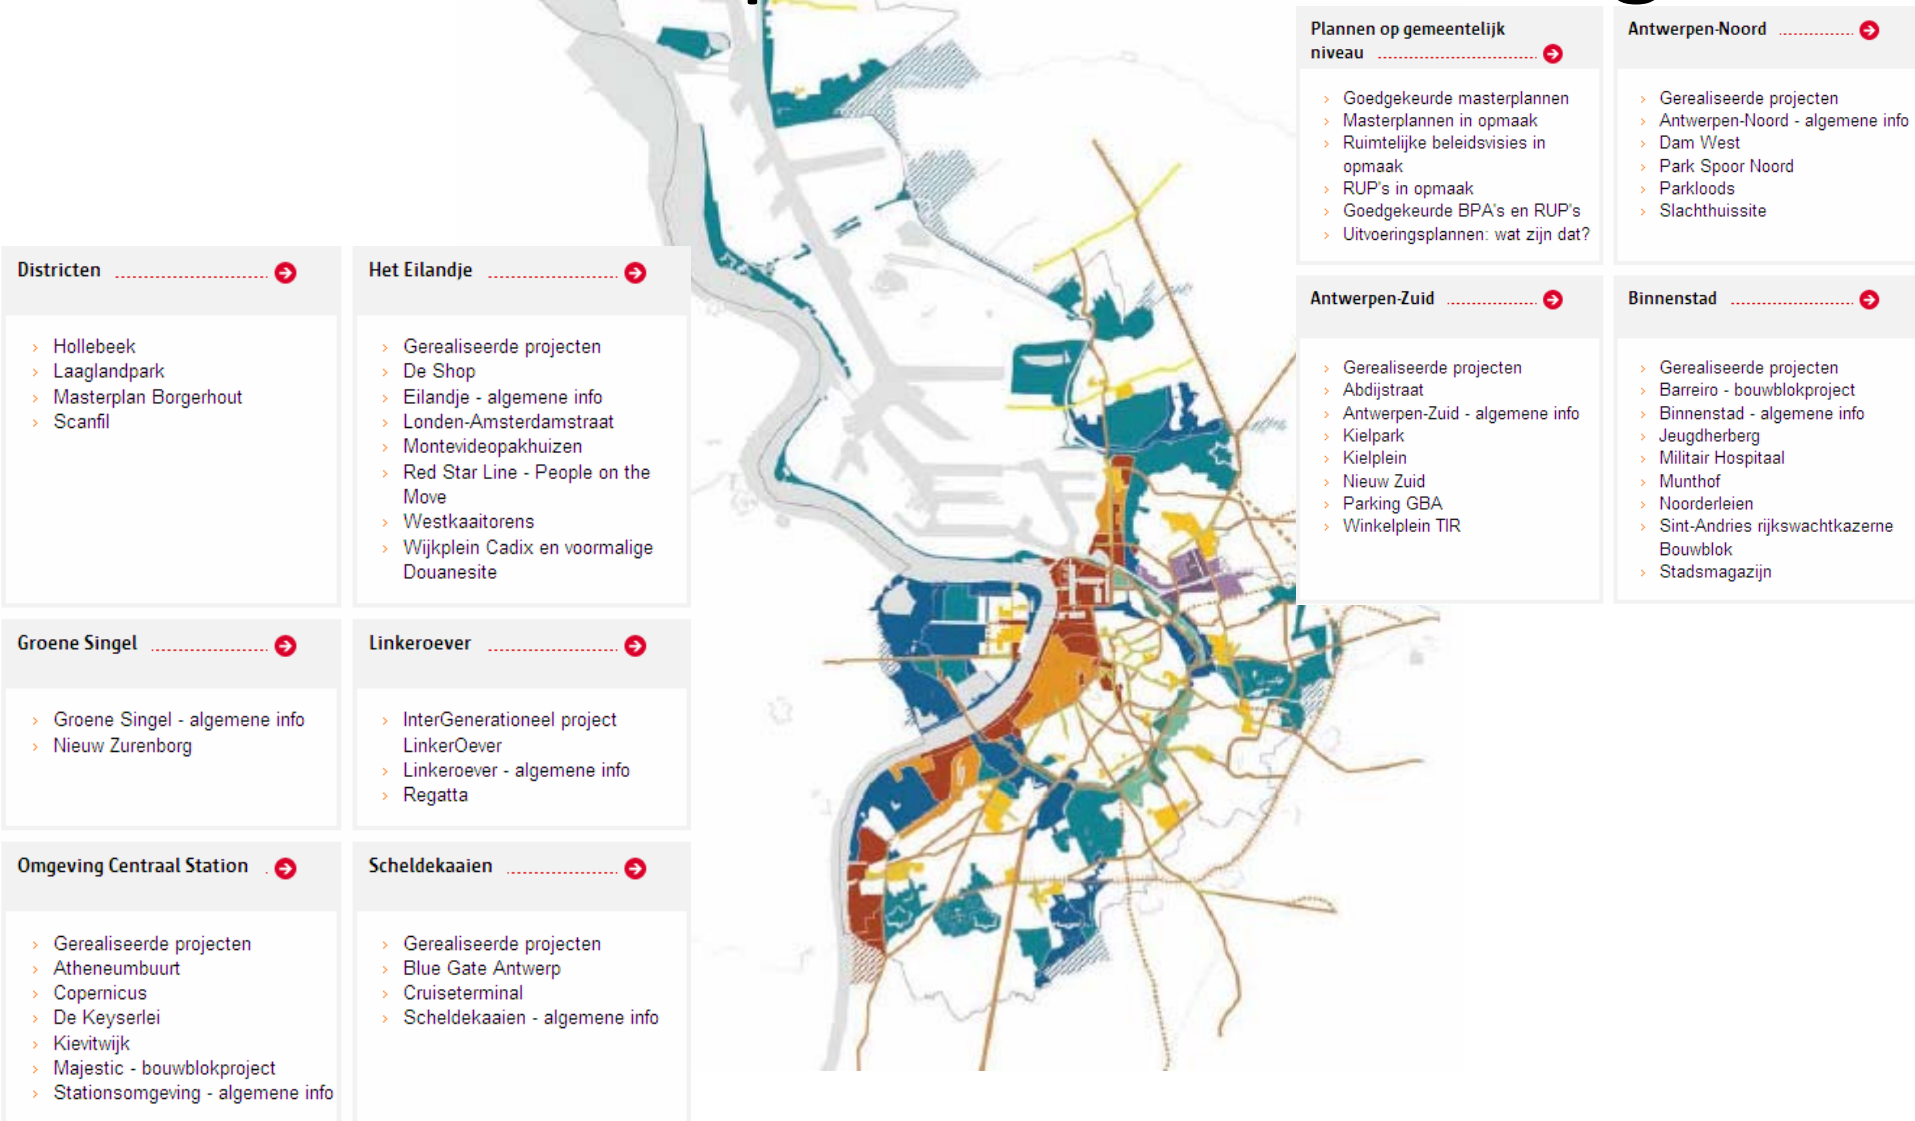 Plannen op gemeentelijk
niveau
Goedgekeurde masterplannen
Masterplannen in opmaak
Ruimtelijke beleidsvisies in
opmaak
RUP's in opmaak
Goedgekeurde BPA's en RUP's
Uitvoeringsplannen: wat zijn dat?
Antwerpen-Noord
Gerealiseerde projecten
Antwerpen-Noord - algemene info
Dam West
Park Spoor Noord
Parkloods
Slachthuissite
Districten
Hollebeek
Laaglandpark
Masterplan Borgerhout
Scanfil
Het Eilandje
Gerealiseerde projecten
De Shop
Eilandje - algemene info
Londen-Amsterdamstraat
Montevideopakhuizen
Red Star Line - People on the
Move
Westkaaitorens
Wijkplein Cadix en voormalige
Douanesite
Antwerpen-Zuid
Gerealiseerde projecten
Abdijstraat
Antwerpen-Zuid - algemene info
Kielpark
Kielplein
Nieuw Zuid
Parking GBA
Winkelplein TIR
Binnenstad
Gerealiseerde projecten
Barreiro - bouwblokproject
Binnenstad - algemene info
Jeugdherberg
Militair Hospitaal
Munthof
Noorderleien
Sint-Andries rijkswachtkazerne
Bouwblok
Stadsmagazijn
Groene Singel
Groene Singel - algemene info
Nieuw Zurenborg
Linkeroever
InterGenerationeel project
LinkerOever
Linkeroever - algemene info
Regatta
Omgeving Centraal Station
Gerealiseerde projecten
Atheneumbuurt
Copernicus
De Keyserlei
Kievitwijk
Majestic - bouwblokproject
Stationsomgeving - algemene info
Scheldekaaien
Gerealiseerde projecten
Blue Gate Antwerp
Cruiseterminal
Scheldekaaien - algemene info